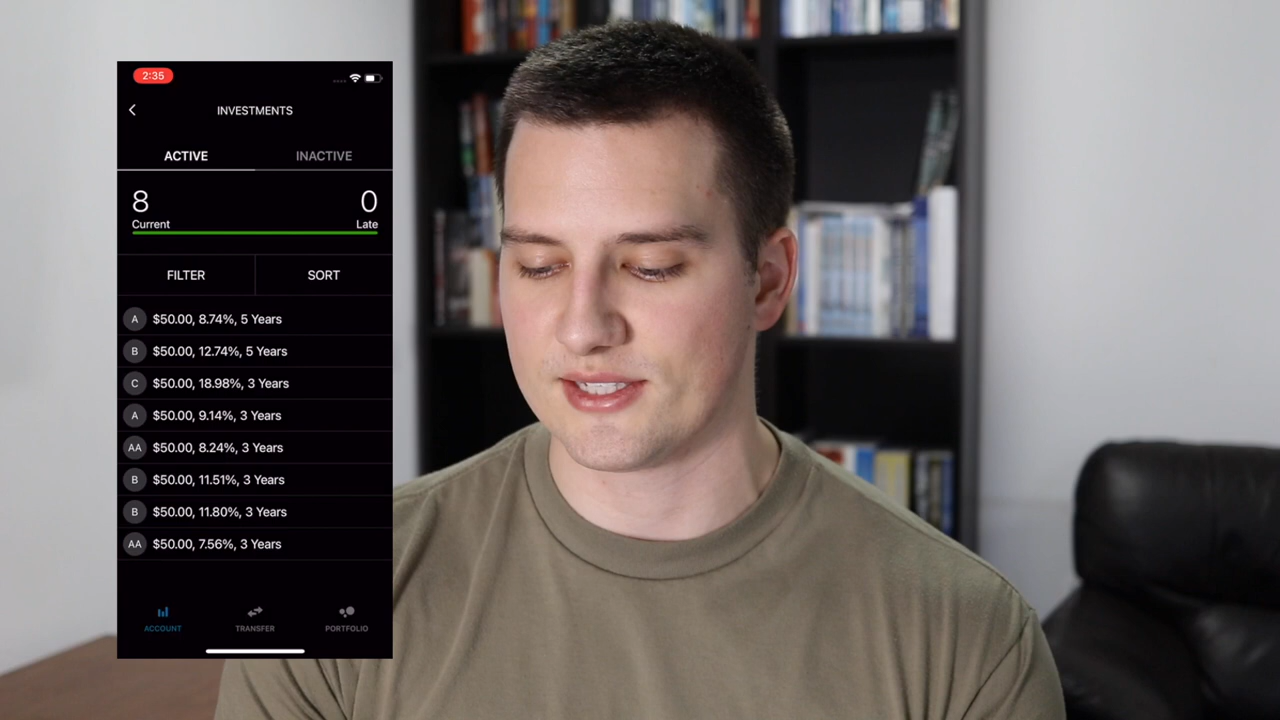 2:35
INVESTMENTS
ACTIVE INACTIVE
8 0
Current Late
FILTER SORT
A $50.00, 8.74%, 5 Years
B $50.00, 12.74%, 5 Years
C $50.00, 18.98%, 3 Years
A $50.00, 9.14%, 3 Years
AA $50.00, 8.24%, 3 Years
B $50.00, 11.51%, 3 Years
B $50.00, 11.80%, 3 Years
AA $50.00, 7.56%, 3 Years
ACCOUNT TRANSFER PORTFOLIO